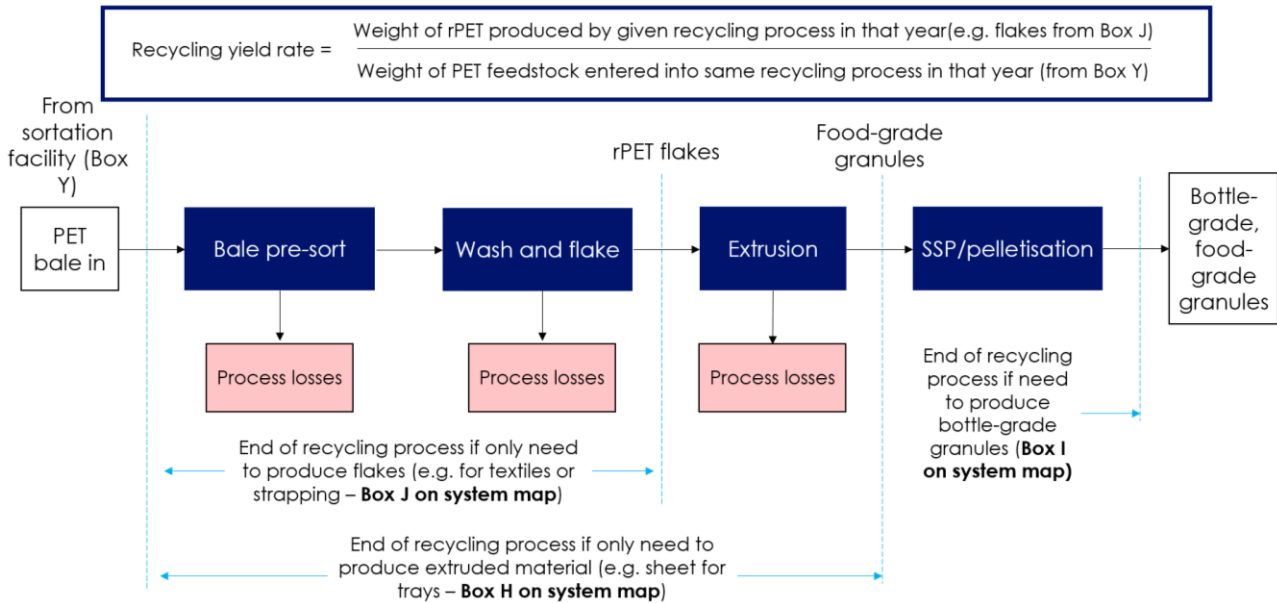 Recycling yield rate =
Weight of rPET produced by given recycling process in that year(e.g. flakes from Box J)
Weight of PET feedstock entered into same recycling process in that year (from Box Y)
From
sortation
facility (Box
Y)
rPET flakes
Food-grade
granules
PET
bale in
Bale pre-sort
Wash and flake
Extrusion
SSP/pelletisation
Bottle-
grade,
food-
grade
granules
Process losses
Process losses
Process losses
End of recycling
process if need
to produce
bottle-grade
granules (Box I
on system map)
End of recycling process if only need
to produce flakes (e.g. for textiles or
strapping – Box J on system map)
End of recycling process if only need to
produce extruded material (e.g. sheet for
trays – Box H on system map)